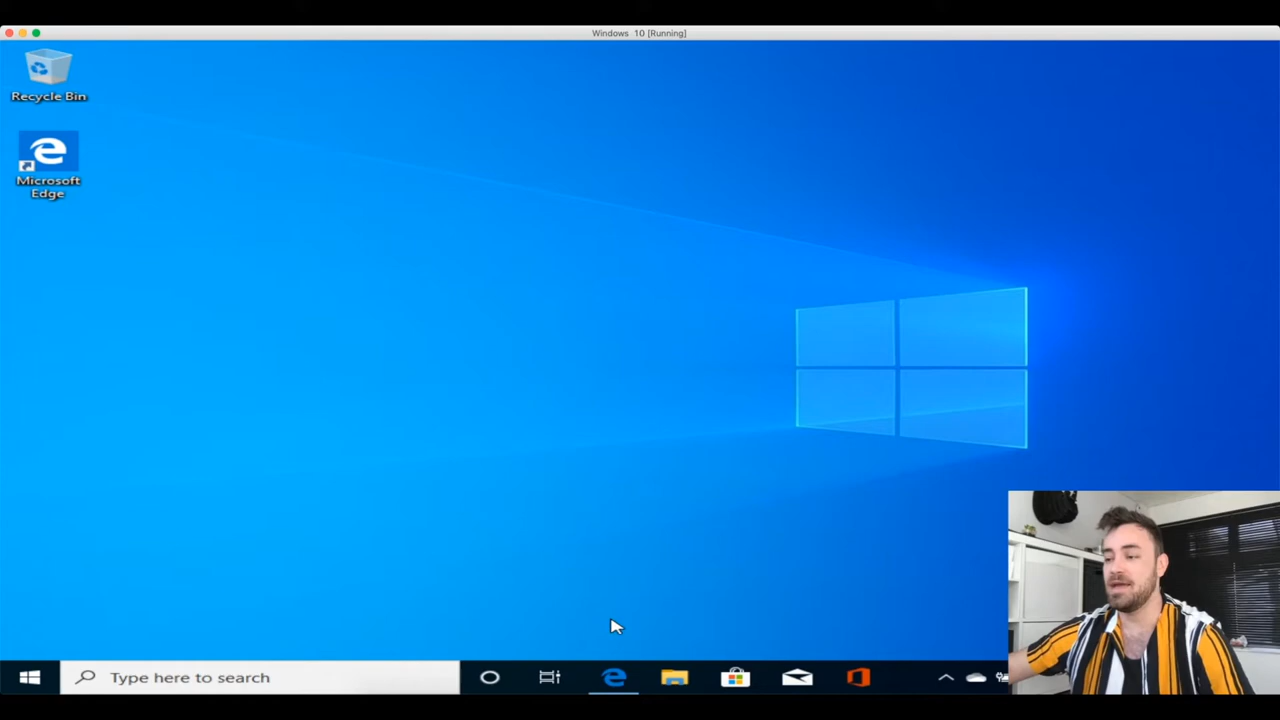 Windows 10 [Running]
Recycle Bin
Microsoft
Edge
Type here to search